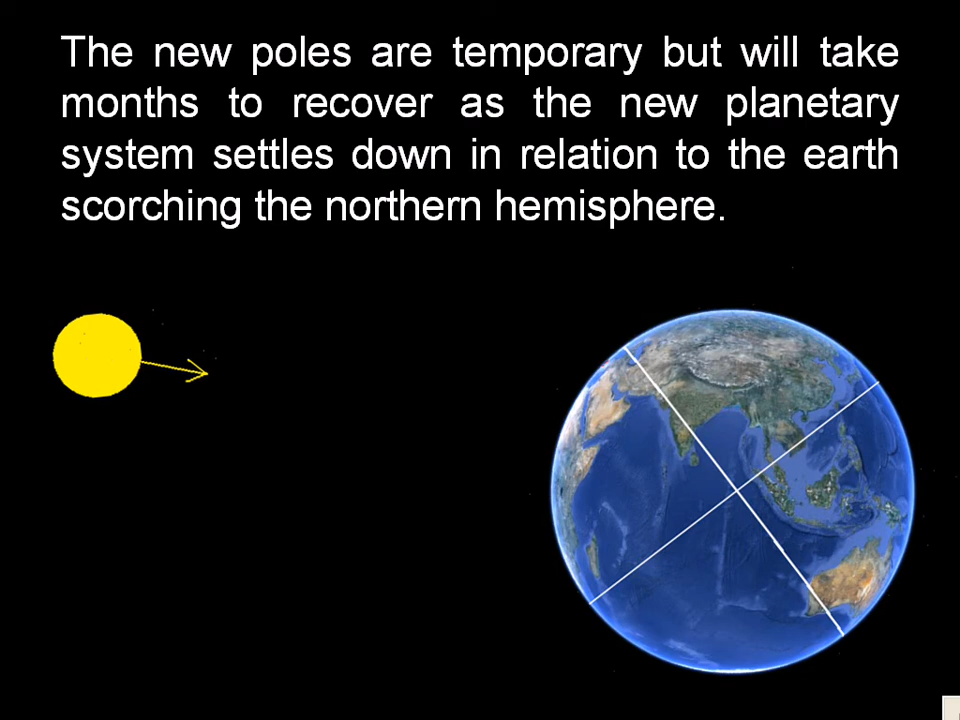 The new poles are temporary but will take
months to recover as the new planetary
system settles down in relation to the earth
scorching the northern hemisphere.